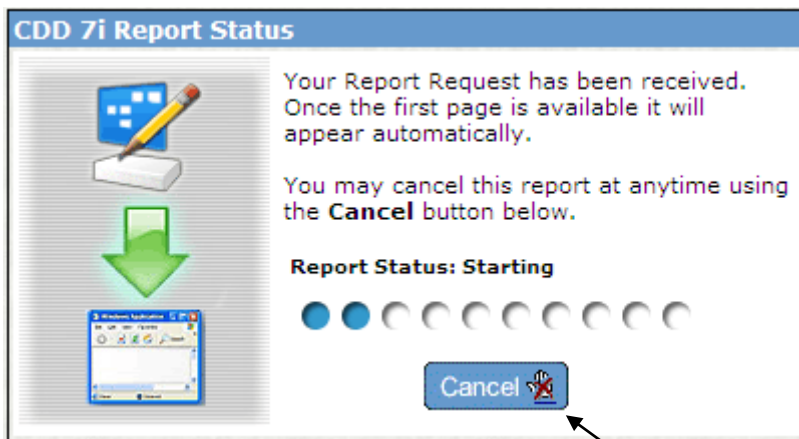 CDD 7i Report Status
Your Report Request has been received.
Once the first page is available it will
appear automatically.
You may cancel this report at anytime using
the Cancel button below.
Report Status: Starting
Cancel